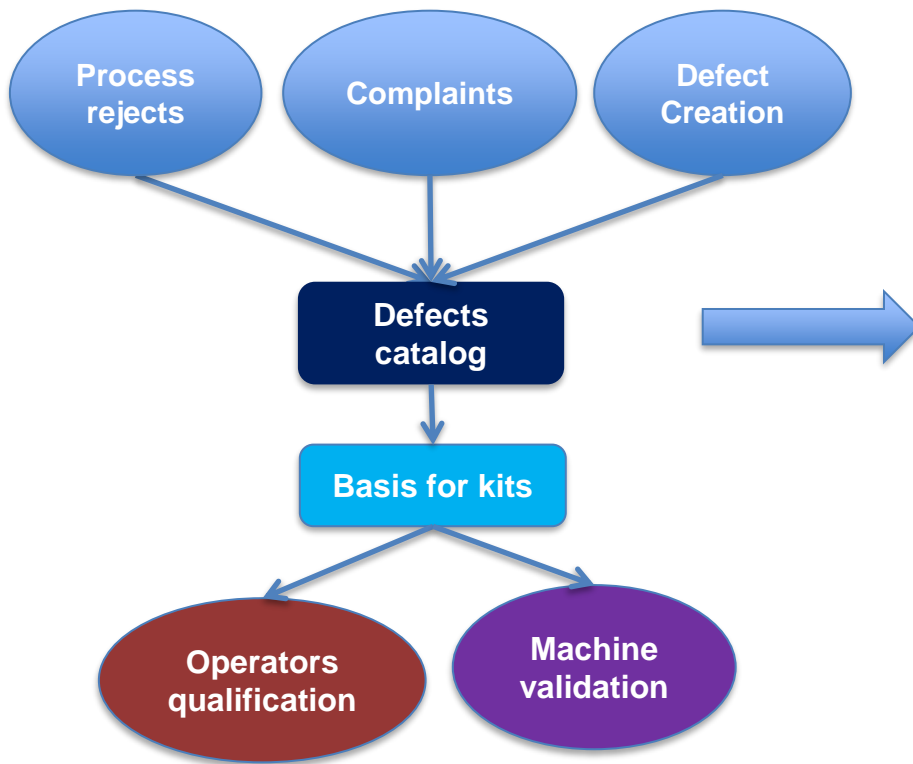 Process
rejects
Complaints
Defect
Creation
Defects
catalog
Basis for kits
Operators
qualification
Machine
validation